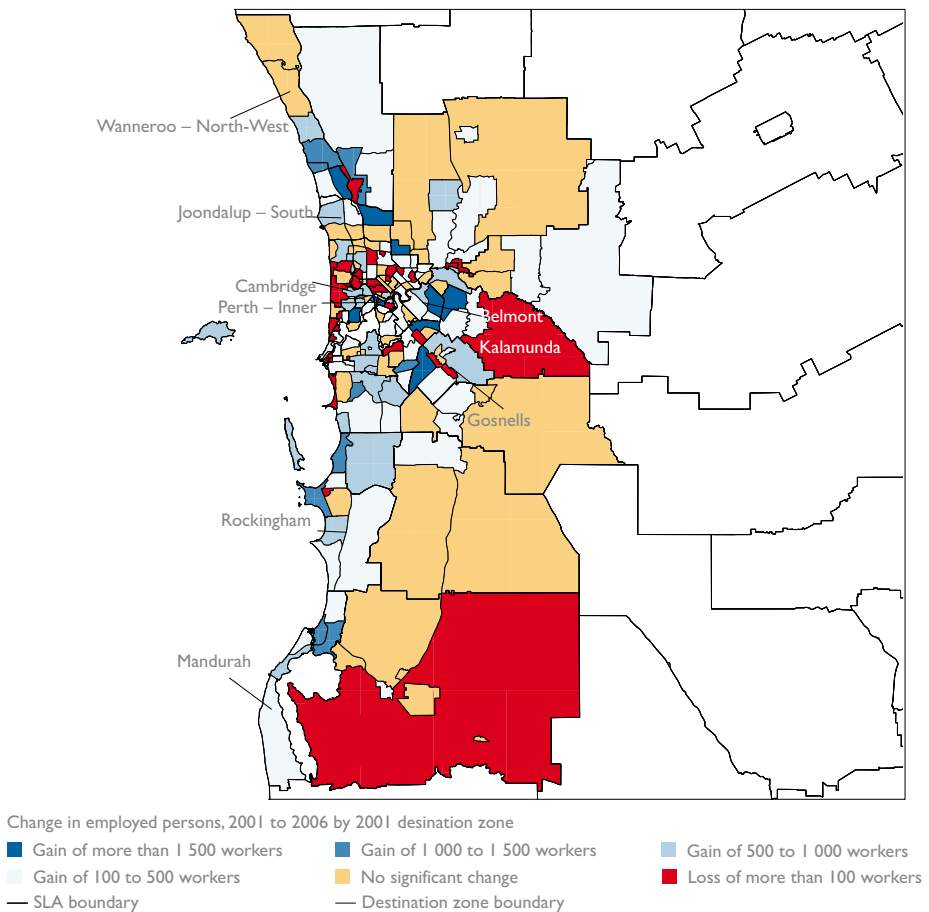 Wanneroo – North-West
Joondalup – South
Cambridge
Perth – Inner
Belmont
Kalamunda
Gosnells
Rockingham
Mandurah
Change in employed persons, 2001 to 2006 by 2001 desination zone
Gain of more than 1 500 workers
Gain of 1 000 to 1 500 workers
Gain of 500 to 1 000 workers
Gain of 100 to 500 workers
No significant change
Loss of more than 100 workers
SLA boundary
Destination zone boundary